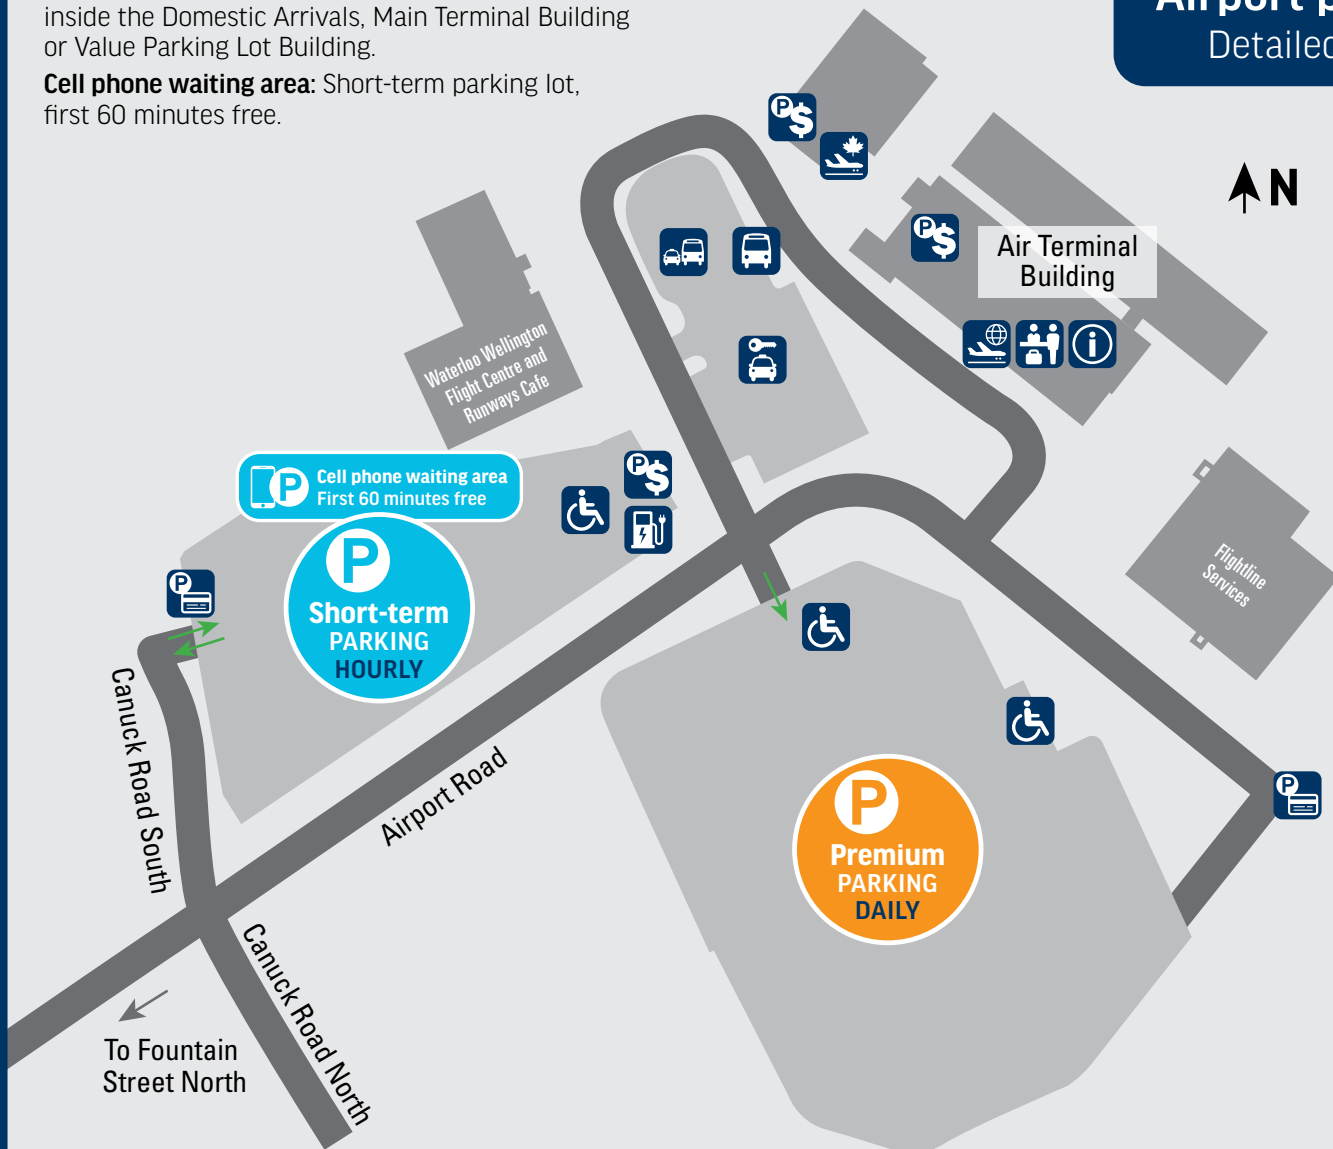 inside the Domestic Arrivals, Main Terminal Building
or Value Parking Lot Building.
Cell phone waiting area: Short-term parking lot,
first 60 minutes free.
Detailed
P$
N
P$
Air Terminal
Building
i
Waterloo Wellington
Flight Centre and
Runways Cafe
P
Cell phone waiting area
First 60 minutes free
P$
P
Short-term
PARKING
HOURLY
P
Flightline
Services
Canuck Road South
Airport Road
P
Premium
PARKING
DAILY
P
Canuck Road North
To Fountain
Street North